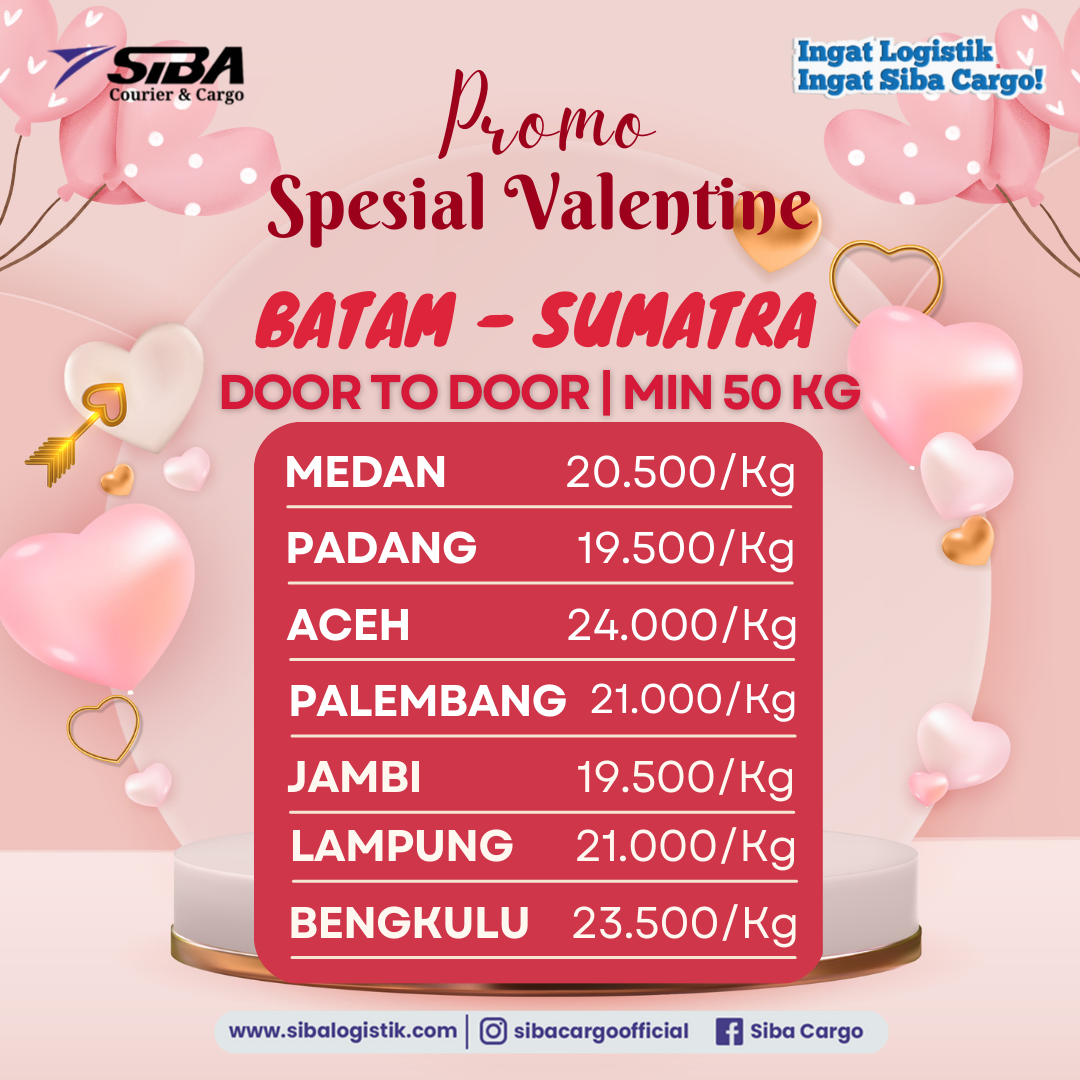 SiBA
Courier & Cargo
Ingat Logistik
Ingat Siba Cargo!
Promo
Spesial Valentine
BATAM - SUMATRA
DOOR TO DOOR | MIN 50 KG
MEDAN 20.500/Kg
PADANG 19.500/Kg
ACEH 24.000/Kg
PALEMBANG 21.000/Kg
JAMBI 19.500/Kg
LAMPUNG 21.000/Kg
BENGKULU 23.500/Kg
www.sibalogistik.com | sibacargoofficial Siba Cargo